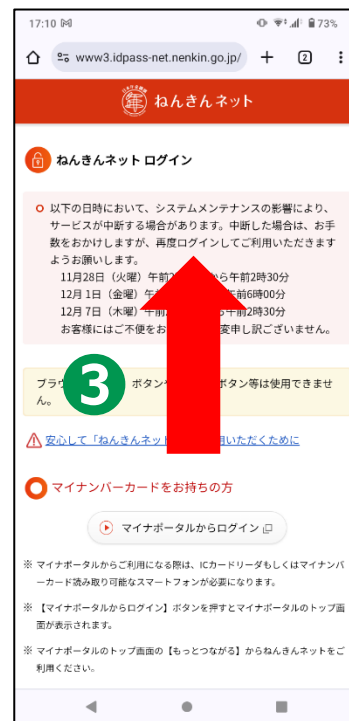 17:10 73%
www3.idpass-net.nenkin.go.jp/ 2
ねんきんネット
ねんきんネット ログイン
以下の日時において、システムメンテナンスの影響により、
サービスが中断する場合があります。中断した場合は、お手
数をおかけしますが、再度ログインしてご利用いただきます
ようお願いします。
11月28日（火曜）午前 から午前2時30分
12月 1日（金曜）午 午前6時00分
12月 7日（木曜）午前 午前2時30分
お客様にはご不便をお 変申し訳ございません。
ブラウ ボタンや ボタン等は使用できませ
ん。
3
安心して「ねんきんネット 用いただくために
マイナンバーカードをお持ちの方
マイナポータルからログイン
※ マイナポータルからご利用になる際は、ICカードリーダもしくはマイナンバ
ーカード読み取り可能なスマートフォンが必要になります。
※ 【マイナポータルからログイン】ボタンを押すとマイナポータルのトップ画
面が表示されます。
※ マイナポータルのトップ画面の【もっとつながる】からねんきんネットをご
利用ください。